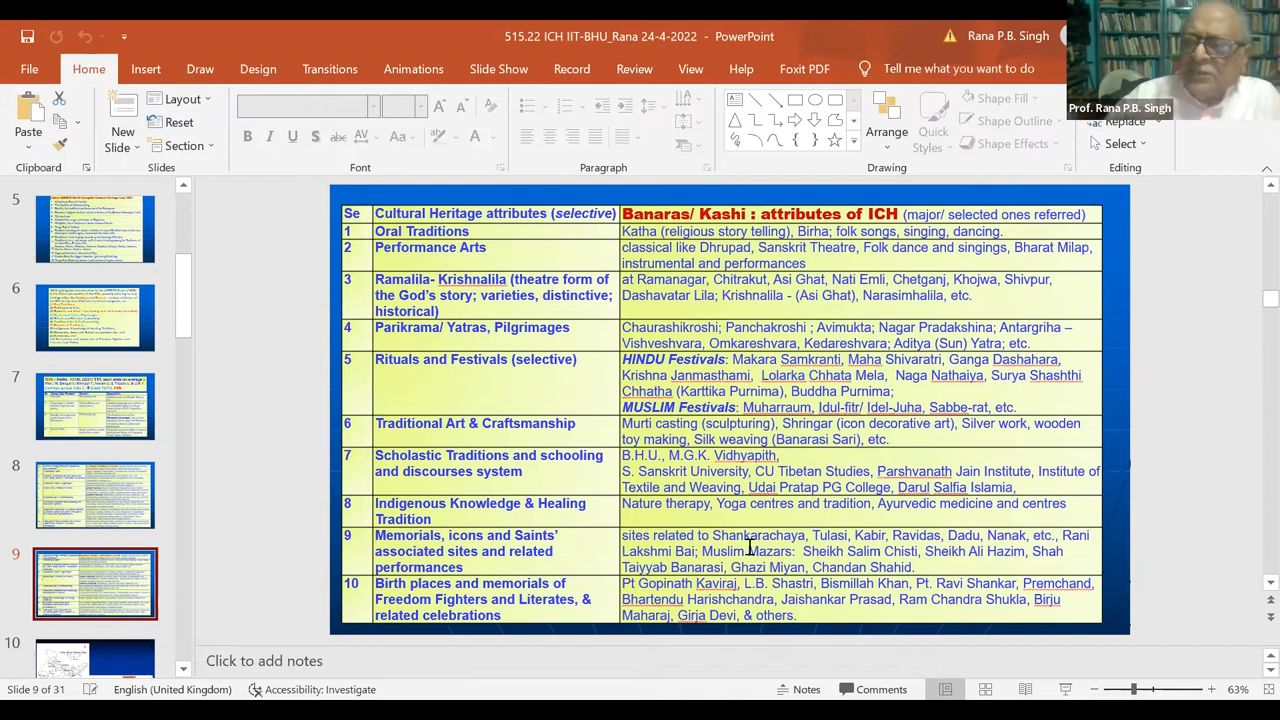 515.22 ICH IIT-BHU_Rana 24-4-2022 - PowerPoint
Rana P.B. Singh
File Home Insert Draw Design Transitions Animations Slide Show Record Review View Help Foxit PDF Tell me what you want to do
Prof. Rana P.B. Singh
Paste
New
Slide
Layout
Reset
Section
Arrange
Quick
Styles
Shape Fill
Shape Outline
Shape Effects
Replace
Select
Clipboard Slides Font Paragraph Drawing Editing
5
6
7
8
9
10
Se Cultural Heritage attributes (selective) Banaras/ Kashi : attributes of ICH (major/ selected ones referred)
Oral Traditions Katha (religious story telling), Birha; folk songs, singing, dancing.
2 Performance Arts classical like Dhrupad, Sanskrit Theatre, Folk dance and singings, Bharat Milap,
instrumental and performances
3 Ramalila- Krishnalila (theatre form of at Ramanagar, Chitrakut, Asi Ghat, Nati Emli, Chetganj, Khojwa, Shivpur,
the God's story; varieties, distinctive; Dashavatar Lila; Krishnalila - (Asi Ghat), Narasimhalila, etc.
historical)
Parikrama/ Yatras, Pilgrimages Chaurashikroshi; Panchakroshi; Avimukta; Nagar Pradakshina; Antargriha –
Vishveshvara, Omkareshvara, Kedareshvara; Aditya (Sun) Yatra; etc.
5 Rituals and Festivals (selective) HINDU Festivals: Makara Samkranti, Maha Shivaratri, Ganga Dashahara,
Krishna Janmasthami, Lolarka Chhata Mela, Naga Nathaiya, Surya Shashthi
Chhatha (Karttika Purnima), Buddha Purnima;
MUSLIM Festivals: Moharraum, Idul-fitr/ Idel-Juha, Sabbe-rat, etc.
6 Traditional Art & Craftsmanship Murti casting (sculpture), Shringar (icon decorative art), Silver work, wooden
toy making, Silk weaving (Banarasi Sari), etc.
7 Scholastic Traditions and schooling B.H.U., M.G.K. Vidhyapith,
and discourses system S. Sanskrit University, CU Tibetan Studies, Parshvanath Jain Institute, Institute of
Textile and Weaving, Udai Pratap PG College, Darul Salfia Islamia,
8 Indigenous knowledge & healing Nature therapy, Yoga centres and tradition, Ayurvedic medicine and centres
Tradition
9 Memorials, icons and Saints' sites related to Shankarachaya, Tulasi, Kabir, Ravidas, Dadu, Nanak, etc., Rani
associated sites and related Lakshmi Bai; Muslim Salim Chisti, Sheikh Ali Hazim, Shah
performances Taiyyab Banarasi, Gulab Miyan, Chandan Shahid.
10 Birth places and memorials of Pt Gopinath Kaviraj, Bismillah Khan, Pt. Ravi Shankar, Premchand,
Freedom Fighters, and Literates, & Bhartendu Harishchandra, Jaishankar Prasad, Ramchandra Shukla, Birju
related celebrations Maharaj, Girja Devi, & others.
Click to add notes
Slide 9 of 31 English (United Kingdom) Accessibility: Investigate Notes Comments 63%